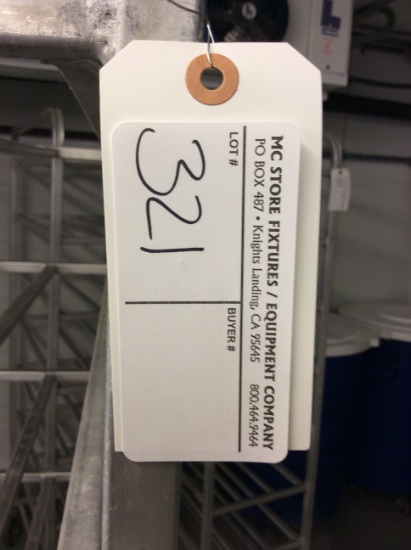 MC STORE FIXTURES / EQUIPMENT COMPANY
PO BOX 487 • Knights Landing, CA 95645 800.464.9464
LOT #
BUYER #
321